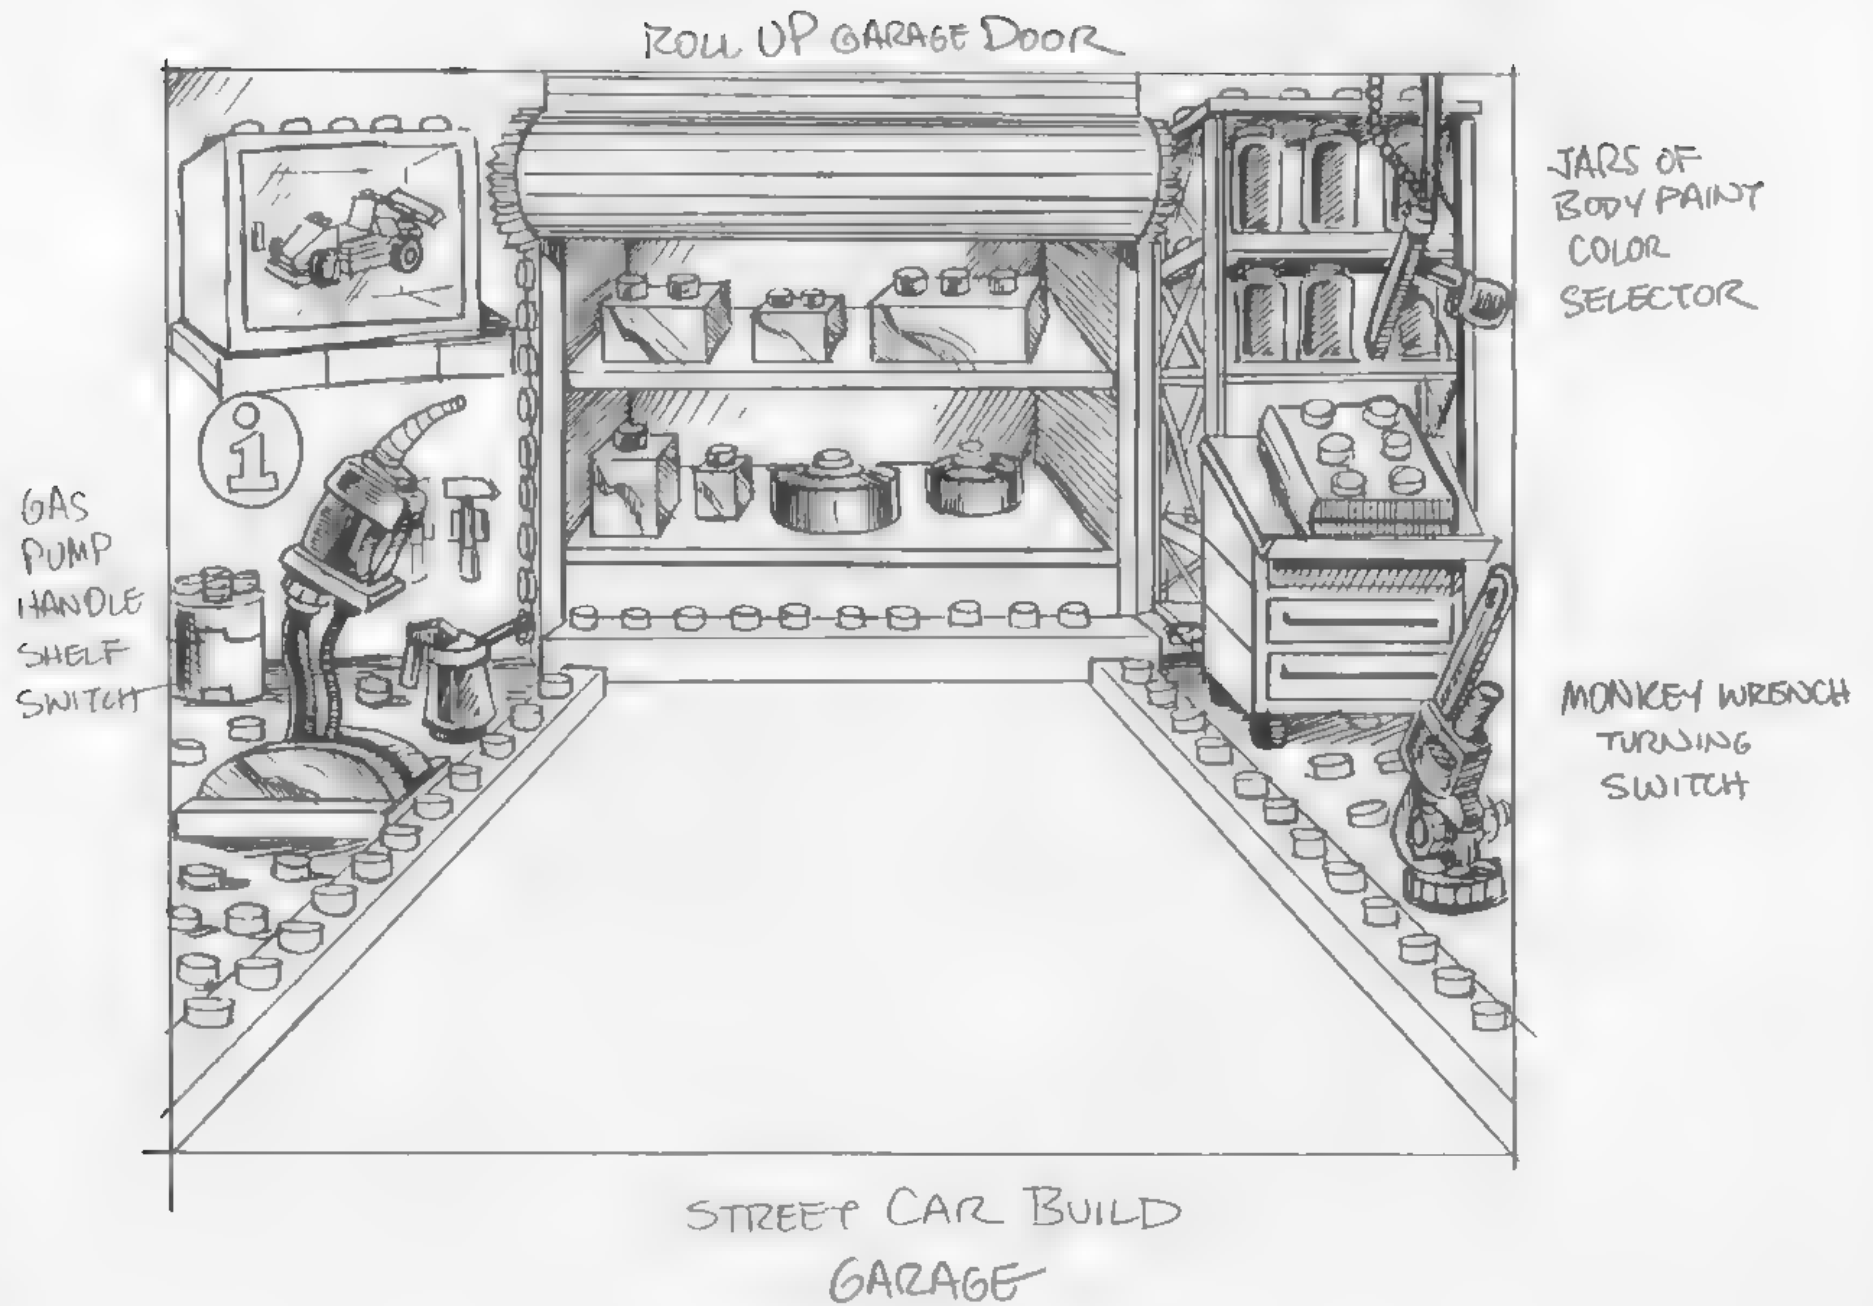 ROLL UP GARAGE DOOR
JARS OF
BODY PAINT
COLOR
SELECTOR
i
GAS
PUMP
HANDLE
SHELF
SWITCH
MONKEY WRENCH
TURNING
SWITCH
STREET CAR BUILD
GARAGE